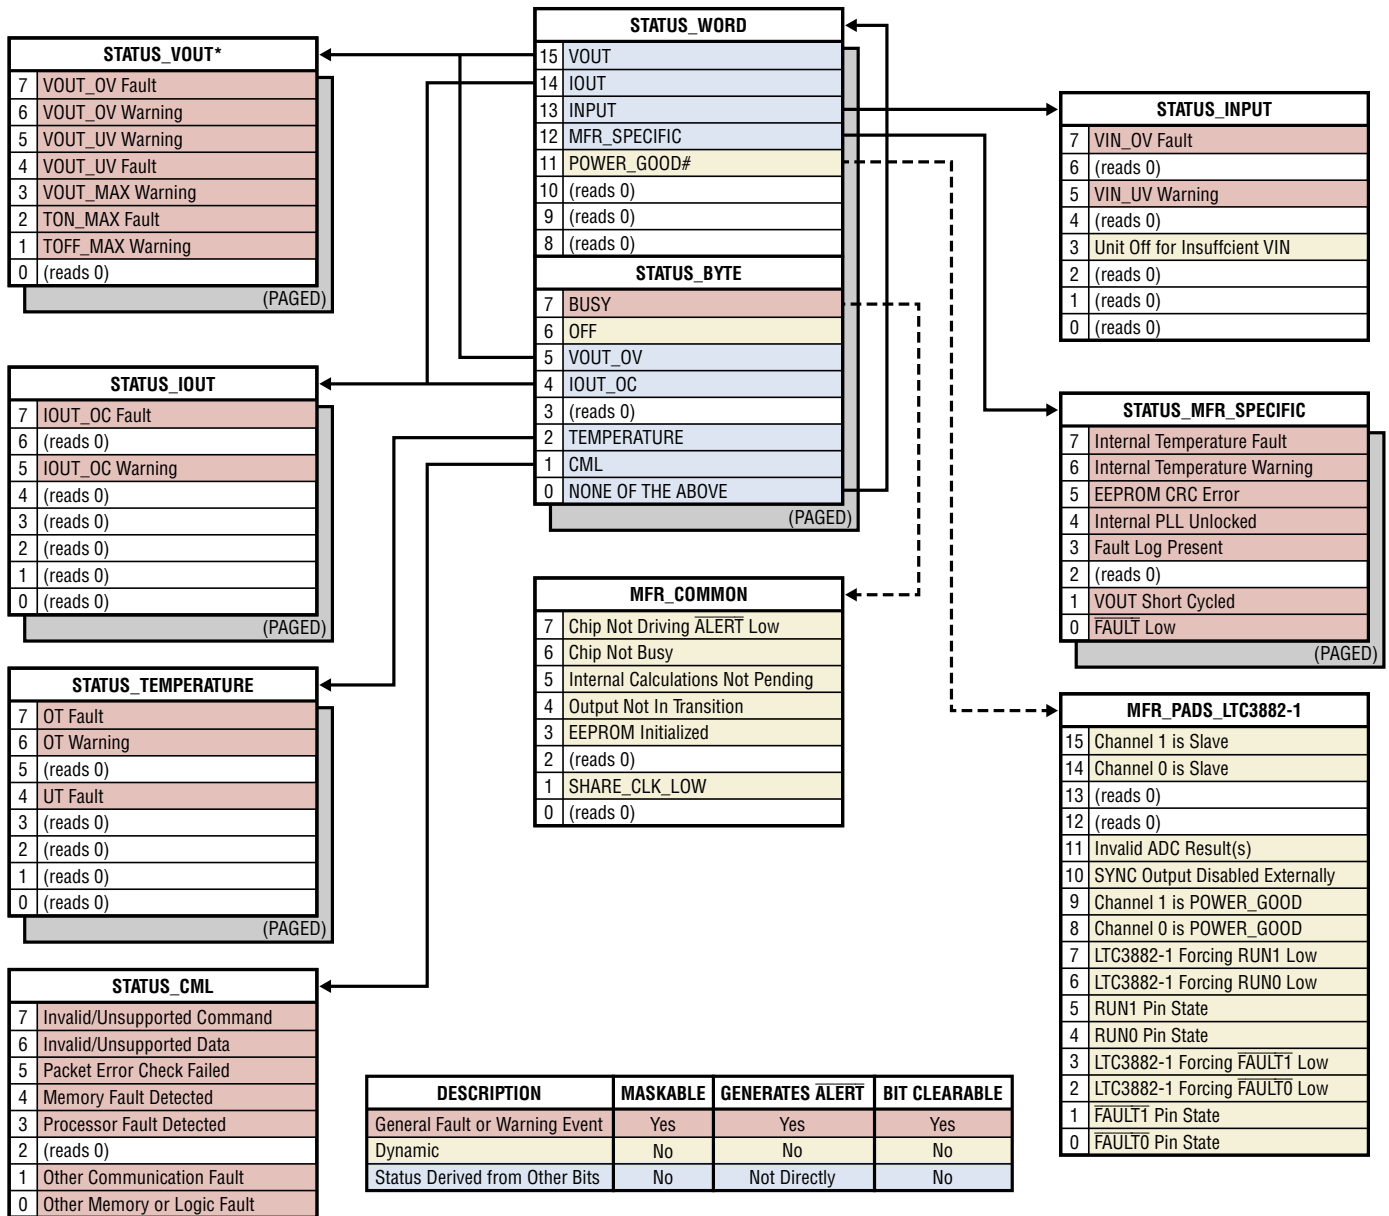 STATUS_VOUT*
7 VOUT_OV Fault
6 VOUT_OV Warning
5 VOUT_UV Warning
4 VOUT_UV Fault
3 VOUT_MAX Warning
2 TON_MAX Fault
1 TOFF_MAX Warning
0 (reads 0)
(PAGED)
STATUS_IOUT
7 IOUT_OC Fault
6 (reads 0)
5 IOUT_OC Warning
4 (reads 0)
3 (reads 0)
2 (reads 0)
1 (reads 0)
0 (reads 0)
(PAGED)
STATUS_TEMPERATURE
7 OT Fault
6 OT Warning
5 (reads 0)
4 UT Fault
3 (reads 0)
2 (reads 0)
1 (reads 0)
0 (reads 0)
(PAGED)
STATUS_CML
7 Invalid/Unsupported Command
6 Invalid/Unsupported Data
5 Packet Error Check Failed
4 Memory Fault Detected
3 Processor Fault Detected
2 (reads 0)
1 Other Communication Fault
0 Other Memory or Logic Fault
STATUS_WORD
15 VOUT
14 IOUT
13 INPUT
12 MFR_SPECIFIC
11 POWER_GOOD#
10 (reads 0)
9 (reads 0)
8 (reads 0)
STATUS_BYTE
7 BUSY
6 OFF
5 VOUT_OV
4 IOUT_OC
3 (reads 0)
2 TEMPERATURE
1 CML
0 NONE OF THE ABOVE
(PAGED)
MFR_COMMON
7 Chip Not Driving A̅L̅E̅R̅T̅ Low
6 Chip Not Busy
5 Internal Calculations Not Pending
4 Output Not In Transition
3 EEPROM Initialized
2 (reads 0)
1 SHARE_CLK_LOW
0 (reads 0)
STATUS_INPUT
7 VIN_OV Fault
6 (reads 0)
5 VIN_UV Warning
4 (reads 0)
3 Unit Off for Insuffcient VIN
2 (reads 0)
1 (reads 0)
0 (reads 0)
STATUS_MFR_SPECIFIC
7 Internal Temperature Fault
6 Internal Temperature Warning
5 EEPROM CRC Error
4 Internal PLL Unlocked
3 Fault Log Present
2 (reads 0)
1 VOUT Short Cycled
0 F̅A̅U̅L̅T̅ Low
(PAGED)
MFR_PADS_LTC3882-1
15 Channel 1 is Slave
14 Channel 0 is Slave
13 (reads 0)
12 (reads 0)
11 Invalid ADC Result(s)
10 SYNC Output Disabled Externally
9 Channel 1 is POWER_GOOD
8 Channel 0 is POWER_GOOD
7 LTC3882-1 Forcing RUN1 Low
6 LTC3882-1 Forcing RUN0 Low
5 RUN1 Pin State
4 RUN0 Pin State
3 LTC3882-1 Forcing F̅A̅U̅L̅T̅1̅ Low
2 LTC3882-1 Forcing F̅A̅U̅L̅T̅0̅ Low
1 F̅A̅U̅L̅T̅1̅ Pin State
0 F̅A̅U̅L̅T̅0̅ Pin State
DESCRIPTION MASKABLE GENERATES A̅L̅E̅R̅T̅ BIT CLEARABLE
General Fault or Warning Event Yes Yes Yes
Dynamic No No No
Status Derived from Other Bits No Not Directly No